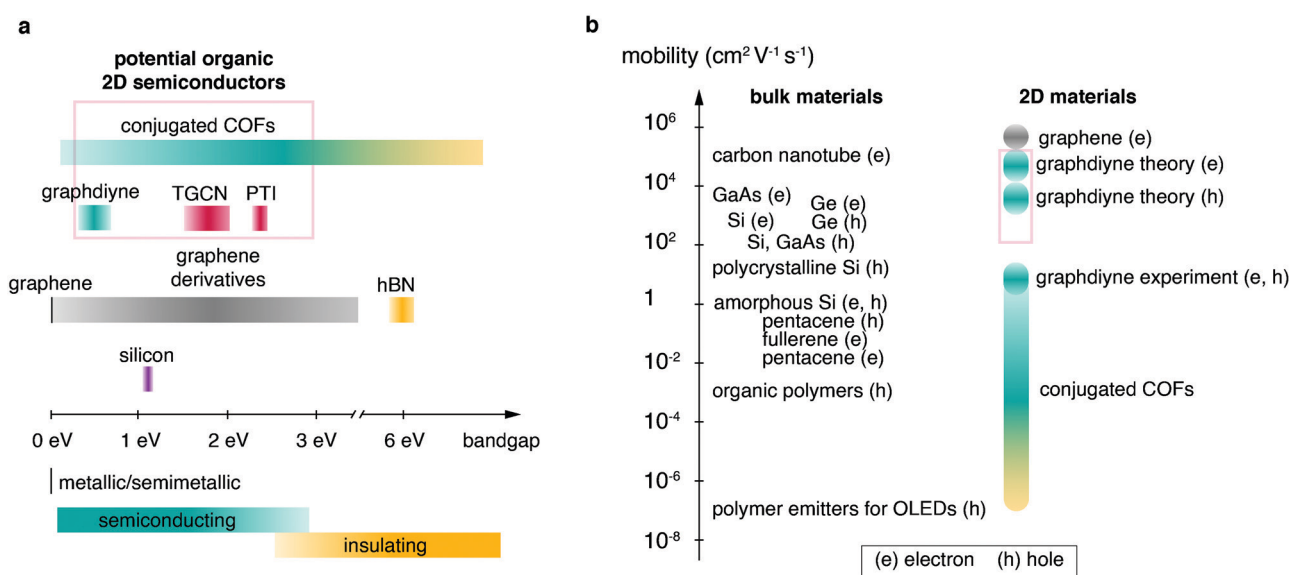 a
potential organic
2D semiconductors
conjugated COFs
graphdiyne
TGCN
PTI
graphene
derivatives
graphene
hBN
silicon
0 eV
1 eV
2 eV
3 eV
6 eV
bandgap
metallic/semimetallic
semiconducting
insulating
b
mobility (cm² V⁻¹ s⁻¹)
bulk materials
2D materials
10⁶
10⁴
10²
1
10⁻²
10⁻⁴
10⁻⁶
10⁻⁸
carbon nanotube (e)
GaAs (e)
Ge (e)
Si (e)
Ge (h)
Si, GaAs (h)
polycrystalline Si (h)
amorphous Si (e, h)
pentacene (h)
fullerene (e)
pentacene (e)
organic polymers (h)
polymer emitters for OLEDs (h)
graphene (e)
graphdiyne theory (e)
graphdiyne theory (h)
graphdiyne experiment (e, h)
conjugated COFs
(e) electron (h) hole